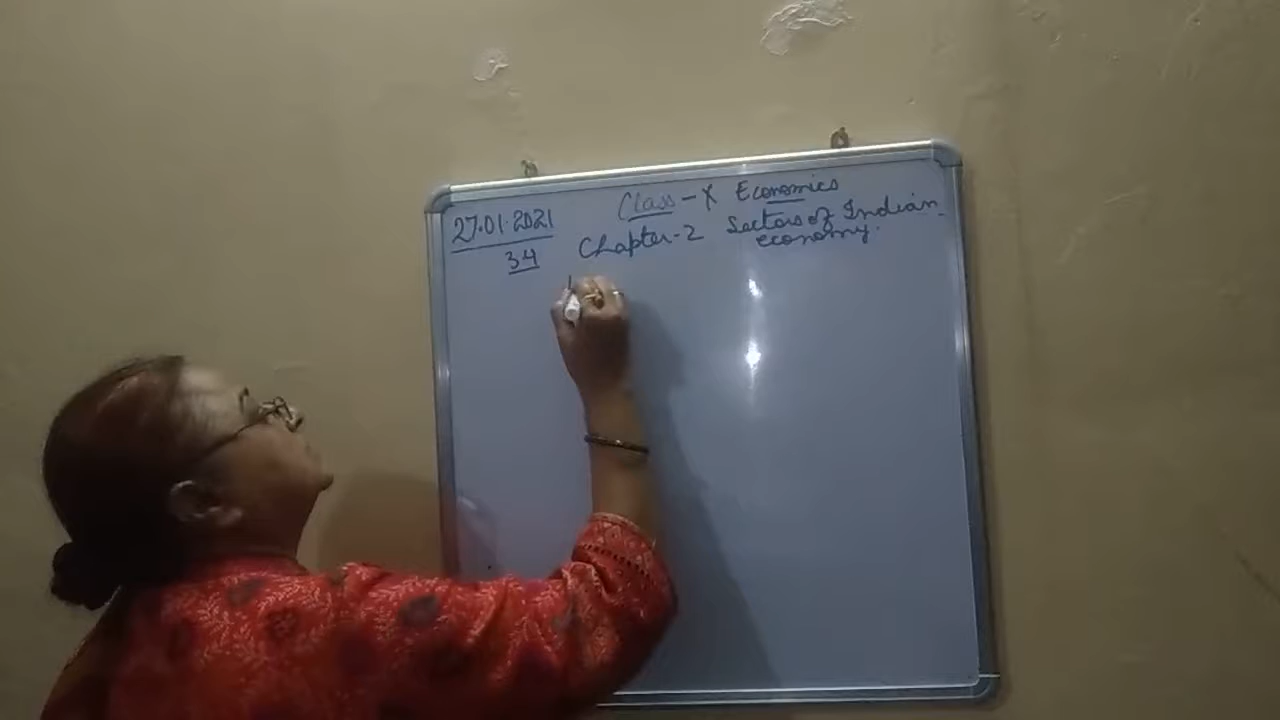 Class - X Economics
27.01.2021
34
Chapter-2 Sectors of Indian
economy.